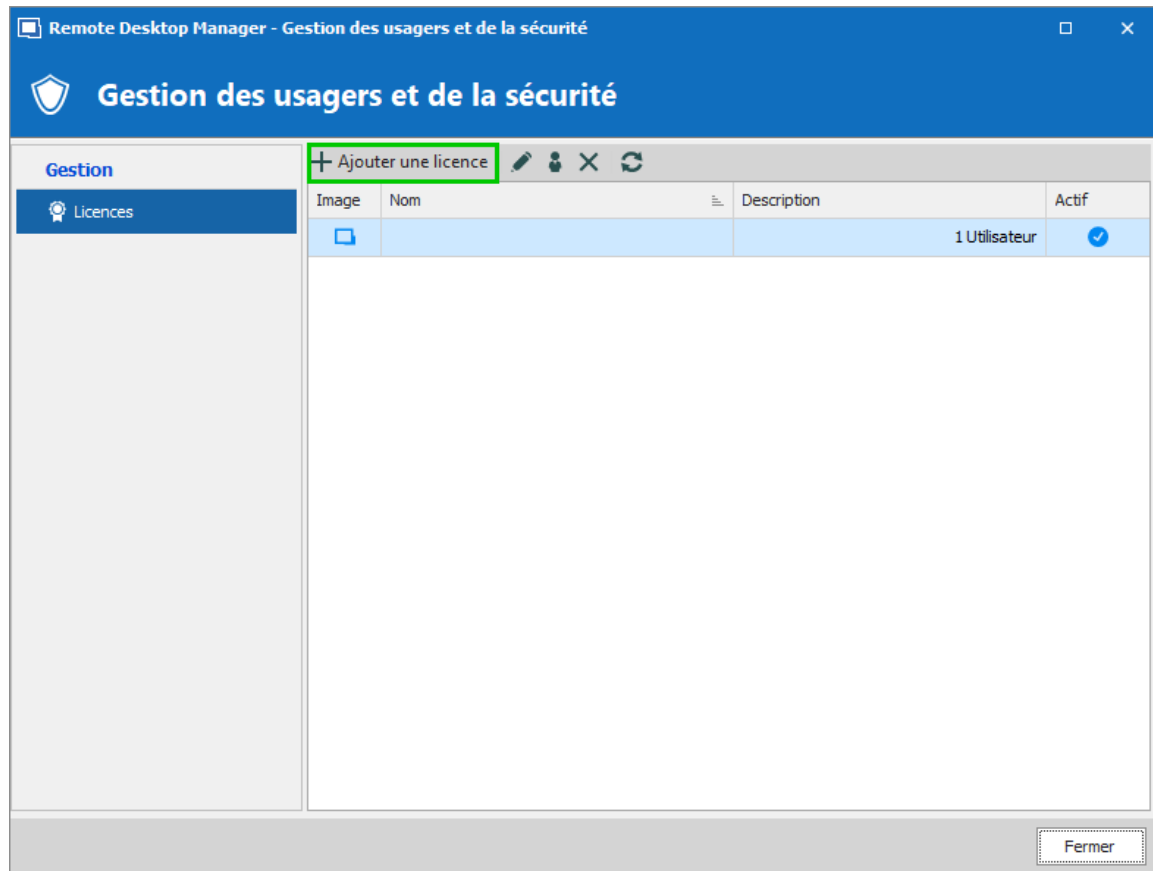 Remote Desktop Manager - Gestion des usagers et de la sécurité
Gestion des usagers et de la sécurité
Gestion
Licences
Ajouter une licence
Image Nom Description Actif
1 Utilisateur
Fermer